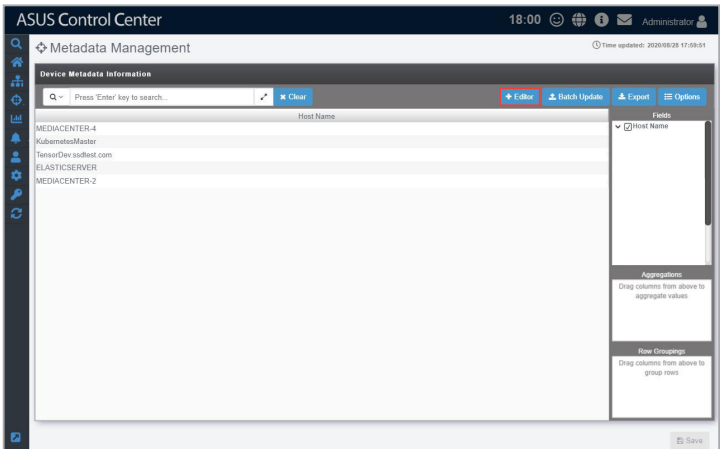 ASUS Control Center
18:00
Administrator
Metadata Management
Time updated: 2020/08/28 17:59:51
Device Metadata Information
Press 'Enter' key to search...
Clear
Editor
Batch Update
Export
Options
Host Name
MEDIACENTER-4
KubernetesMaster
TensorDev.ssdtest.com
ELASTICSERVER
MEDIACENTER-2
Fields
Host Name
Aggregations
Drag columns from above to
aggregate values
Row Groupings
Drag columns from above to
group rows
Save